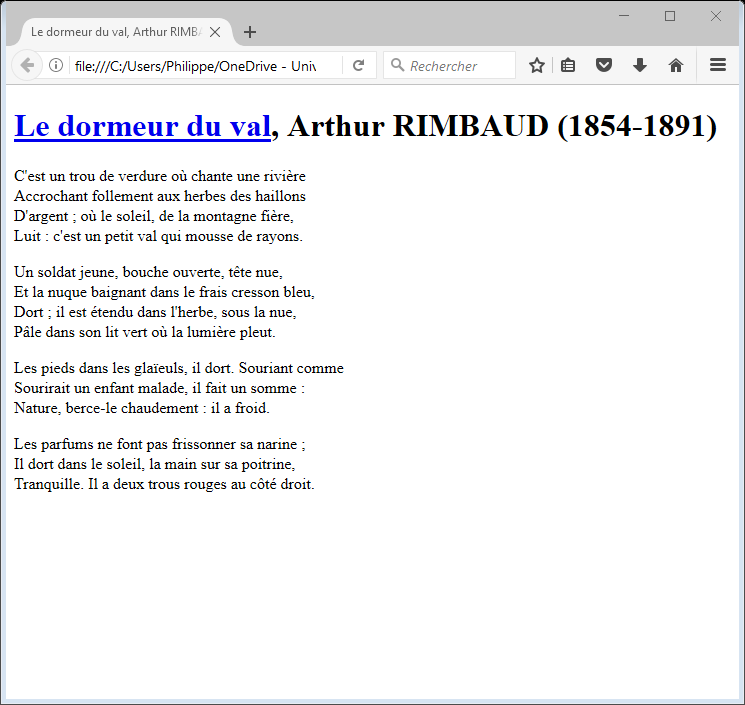 Le dormeur du val, Arthur RIMBA
file:///C:/Users/Philippe/OneDrive - Univ
Rechercher
Le dormeur du val, Arthur RIMBAUD (1854-1891)
C'est un trou de verdure où chante une rivière
Accrochant follement aux herbes des haillons
D'argent ; où le soleil, de la montagne fière,
Luit : c'est un petit val qui mousse de rayons.
Un soldat jeune, bouche ouverte, tête nue,
Et la nuque baignant dans le frais cresson bleu,
Dort ; il est étendu dans l'herbe, sous la nue,
Pâle dans son lit vert où la lumière pleut.
Les pieds dans les glaïeuls, il dort. Souriant comme
Sourirait un enfant malade, il fait un somme :
Nature, berce-le chaudement : il a froid.
Les parfums ne font pas frissonner sa narine ;
Il dort dans le soleil, la main sur sa poitrine,
Tranquille. Il a deux trous rouges au côté droit.